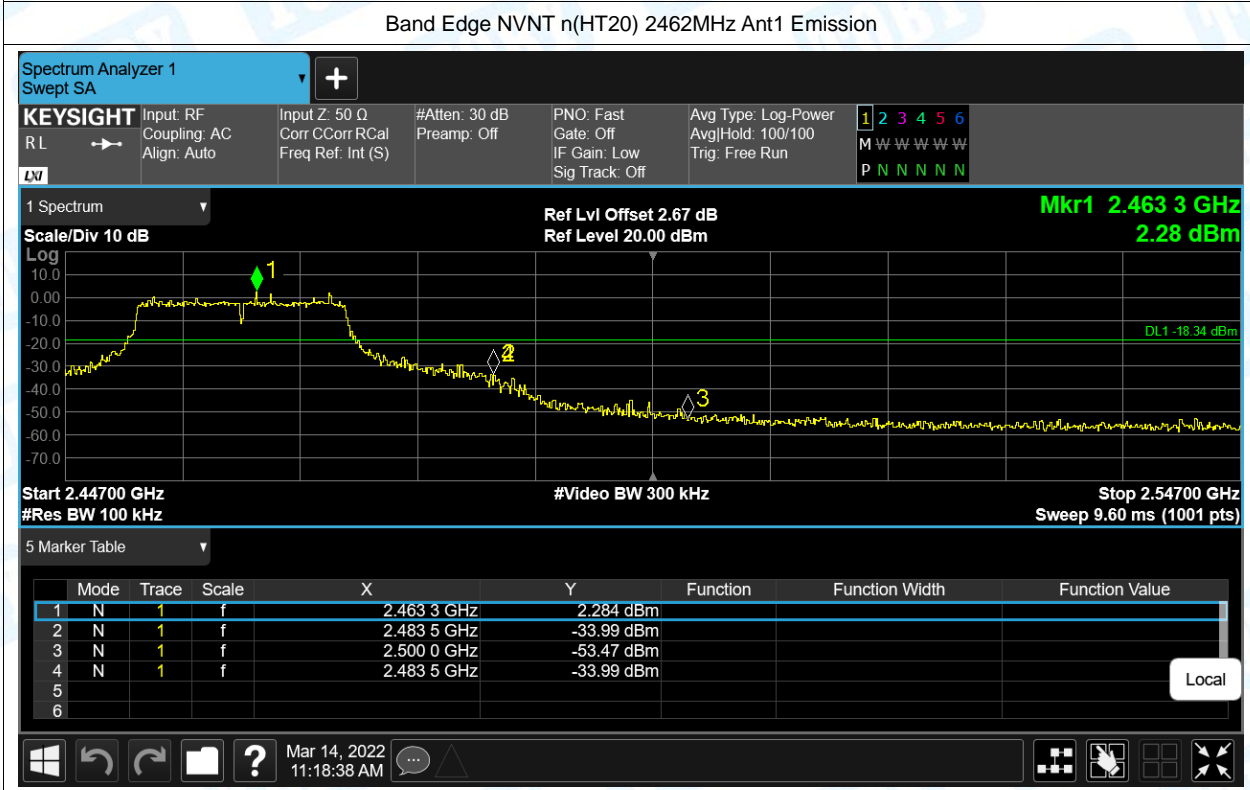 Band Edge NVNT n(HT20) 2462MHz Ant1 Emission
Spectrum Analyzer 1
Swept SA
KEYSIGHT
R L
LXI
Input: RF
Coupling: AC
Align: Auto
Input Z: 50 Ω
Corr CCorr RCal
Freq Ref: Int (S)
#Atten: 30 dB
Preamp: Off
PNO: Fast
Gate: Off
IF Gain: Low
Sig Track: Off
Avg Type: Log-Power
Avg|Hold: 100/100
Trig: Free Run
1 2 3 4 5 6
M W W W W W
P N N N N N
1 Spectrum
Scale/Div 10 dB
Ref Lvl Offset 2.67 dB
Ref Level 20.00 dBm
Mkr1 2.463 3 GHz
2.28 dBm
Log
10.0
0.00
-10.0
-20.0
-30.0
-40.0
-50.0
-60.0
-70.0
1
2
3
DL1 -18.34 dBm
Start 2.44700 GHz
#Res BW 100 kHz
#Video BW 300 kHz
Stop 2.54700 GHz
Sweep 9.60 ms (1001 pts)
5 Marker Table
Mode Trace Scale X Y Function Function Width Function Value
1 N 1 f 2.463 3 GHz 2.284 dBm
2 N 1 f 2.483 5 GHz -33.99 dBm
3 N 1 f 2.500 0 GHz -53.47 dBm
4 N 1 f 2.483 5 GHz -33.99 dBm
5
6
Local
?
Mar 14, 2022
11:18:38 AM